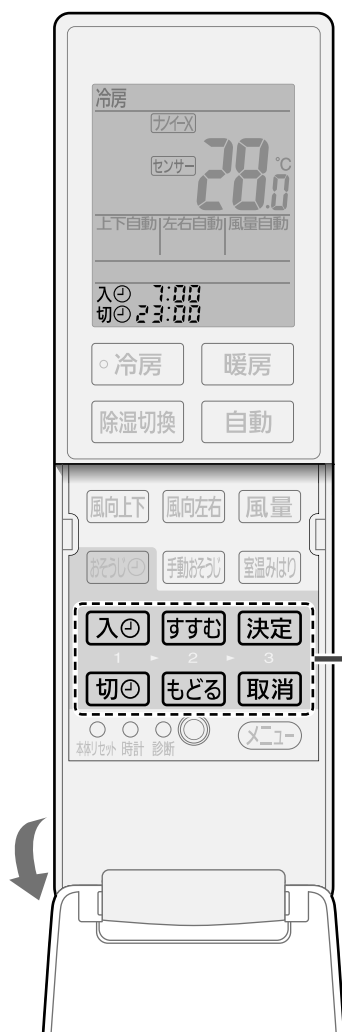 冷房
ナノイーX
センサー 28.0℃
上下自動 左右自動 風量自動
入 7:00
切 23:00
冷房 暖房
除湿切換 自動
風向上下 風向左右 風量
おそうじ 手動おそうじ 室温みはり
入 すすむ 決定
1 ► 2 ► 3
切 もどる 取消
本体リセット 時計 診断 メニュー